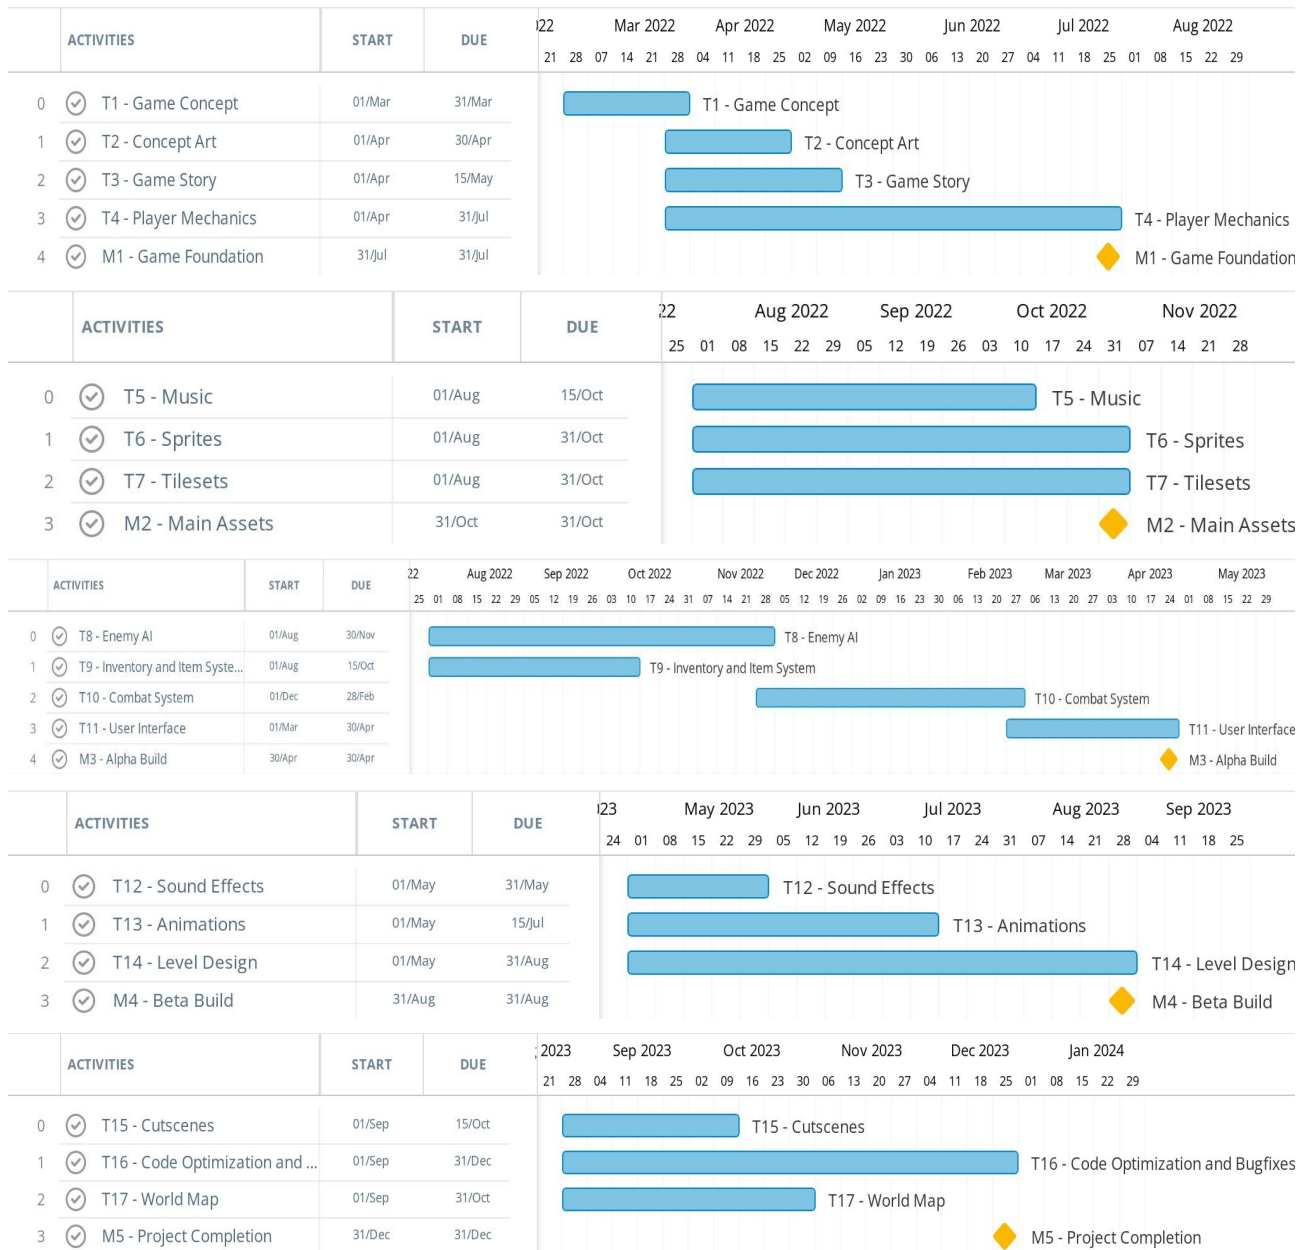 ACTIVITIES START DUE 22 Mar 2022 Apr 2022 May 2022 Jun 2022 Jul 2022 Aug 2022
21 28 07 14 21 28 04 11 18 25 02 09 16 23 30 06 13 20 27 04 11 18 25 01 08 15 22 29
0 T1 - Game Concept 01/Mar 31/Mar T1 - Game Concept
1 T2 - Concept Art 01/Apr 30/Apr T2 - Concept Art
2 T3 - Game Story 01/Apr 15/May T3 - Game Story
3 T4 - Player Mechanics 01/Apr 31/Jul T4 - Player Mechanics
4 M1 - Game Foundation 31/Jul 31/Jul M1 - Game Foundation
ACTIVITIES START DUE 22 Aug 2022 Sep 2022 Oct 2022 Nov 2022
25 01 08 15 22 29 05 12 19 26 03 10 17 24 31 07 14 21 28
0 T5 - Music 01/Aug 15/Oct T5 - Music
1 T6 - Sprites 01/Aug 31/Oct T6 - Sprites
2 T7 - Tilesets 01/Aug 31/Oct T7 - Tilesets
3 M2 - Main Assets 31/Oct 31/Oct M2 - Main Assets
ACTIVITIES START DUE 22 Aug 2022 Sep 2022 Oct 2022 Nov 2022 Dec 2022 Jan 2023 Feb 2023 Mar 2023 Apr 2023 May 2023
25 01 08 15 22 29 05 12 19 26 03 10 17 24 31 07 14 21 28 05 12 19 26 02 09 16 23 30 06 13 20 27 06 13 20 27 03 10 17 24 01 08 15 22 29
0 T8 - Enemy AI 01/Aug 30/Nov T8 - Enemy AI
1 T9 - Inventory and Item Syste... 01/Aug 15/Oct T9 - Inventory and Item System
2 T10 - Combat System 01/Dec 28/Feb T10 - Combat System
3 T11 - User Interface 01/Mar 30/Apr T11 - User Interface
4 M3 - Alpha Build 30/Apr 30/Apr M3 - Alpha Build
ACTIVITIES START DUE 23 May 2023 Jun 2023 Jul 2023 Aug 2023 Sep 2023
24 01 08 15 22 29 05 12 19 26 03 10 17 24 31 07 14 21 28 04 11 18 25
0 T12 - Sound Effects 01/May 31/May T12 - Sound Effects
1 T13 - Animations 01/May 15/Jul T13 - Animations
2 T14 - Level Design 01/May 31/Aug T14 - Level Design
3 M4 - Beta Build 31/Aug 31/Aug M4 - Beta Build
ACTIVITIES START DUE 2023 Sep 2023 Oct 2023 Nov 2023 Dec 2023 Jan 2024
21 28 04 11 18 25 02 09 16 23 30 06 13 20 27 04 11 18 25 01 08 15 22 29
0 T15 - Cutscenes 01/Sep 15/Oct T15 - Cutscenes
1 T16 - Code Optimization and ... 01/Sep 31/Dec T16 - Code Optimization and Bugfixes
2 T17 - World Map 01/Sep 31/Oct T17 - World Map
3 M5 - Project Completion 31/Dec 31/Dec M5 - Project Completion